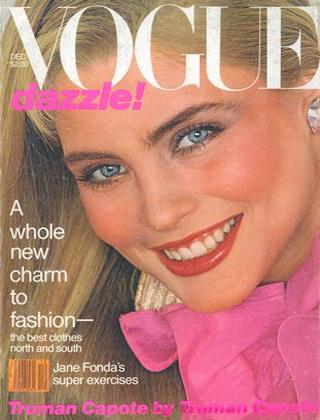 VOGUE
DEC
$2.00
dazzle!
A
whole
new
charm
to
fashion—
the best clothes
north and south
Jane Fonda's
super exercises
Truman Capote by Truman Capote